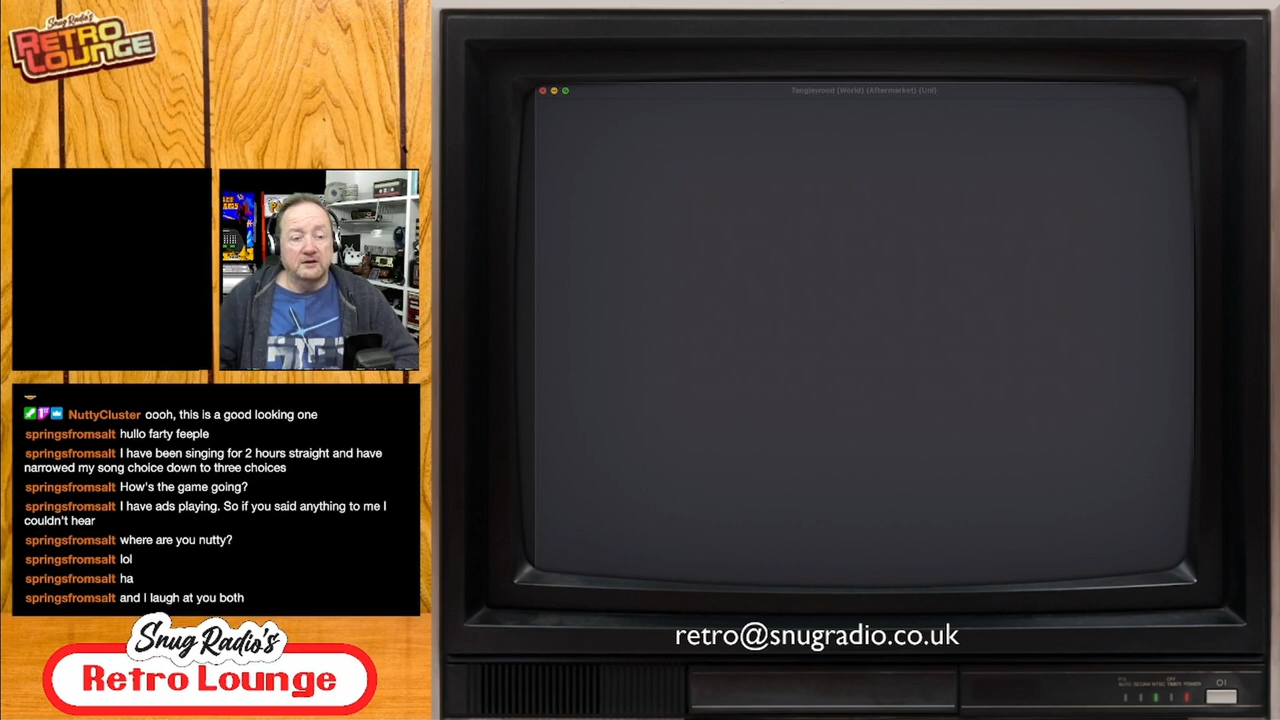 Snug Radio's
RETRO
LOUNGE
Tanglewood (World) (Aftermarket) (Unl)
NuttyCluster oooh, this is a good looking one
springsfromsalt hullo farty feeple
springsfromsalt I have been singing for 2 hours straight and have
narrowed my song choice down to three choices
springsfromsalt How's the game going?
springsfromsalt I have ads playing. So if you said anything to me I
couldn't hear
springsfromsalt where are you nutty?
springsfromsalt lol
springsfromsalt ha
springsfromsalt and I laugh at you both
Snug Radio's
Retro Lounge
retro@snugradio.co.uk